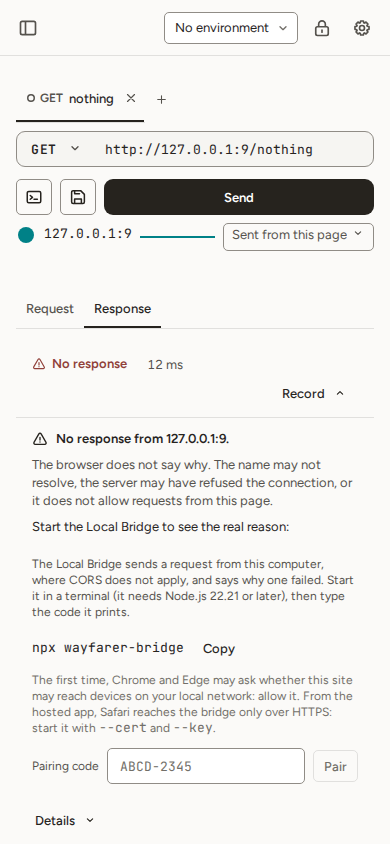 No environment
GET nothing
GET http://127.0.0.1:9/nothing
Send
127.0.0.1:9 Sent from this page
Request Response
No response 12 ms
Record
No response from 127.0.0.1:9.
The browser does not say why. The name may not
resolve, the server may have refused the connection, or
it does not allow requests from this page.
Start the Local Bridge to see the real reason:
The Local Bridge sends a request from this computer,
where CORS does not apply, and says why one failed. Start
it in a terminal (it needs Node.js 22.21 or later), then type
the code it prints.
npx wayfarer-bridge Copy
The first time, Chrome and Edge may ask whether this site
may reach devices on your local network: allow it. From the
hosted app, Safari reaches the bridge only over HTTPS:
start it with --cert and --key.
Pairing code ABCD-2345 Pair
Details